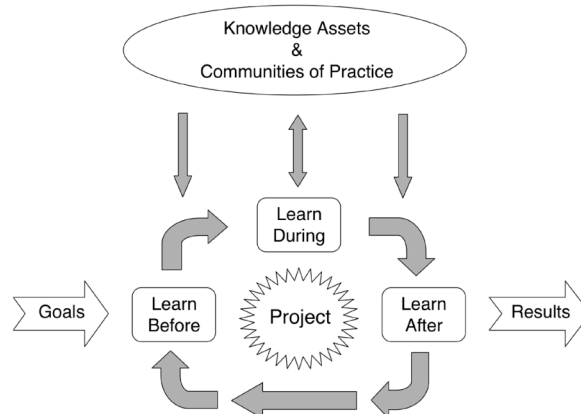 Knowledge Assets
&
Communities of Practice
Learn
During
Goals
Learn
Before
Project
Learn
After
Results